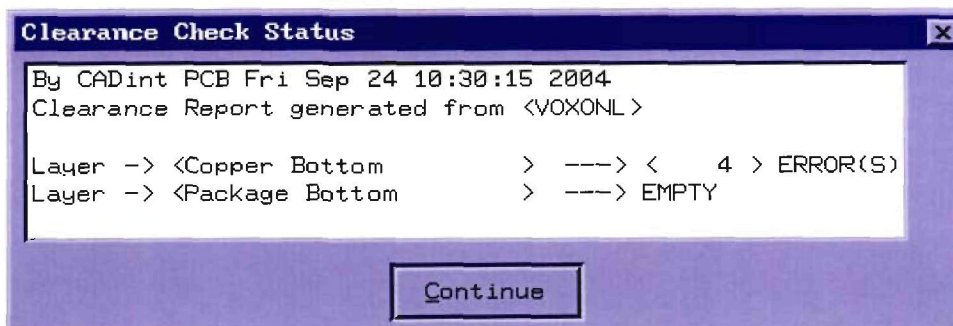 Clearance Check Status
By CADint PCB Fri Sep 24 10:30:15 2004
Clearance Report generated from <VOXONL>
Layer -> <Copper Bottom > ---> < 4 > ERROR(S)
Layer -> <Package Bottom > ---> EMPTY
Continue